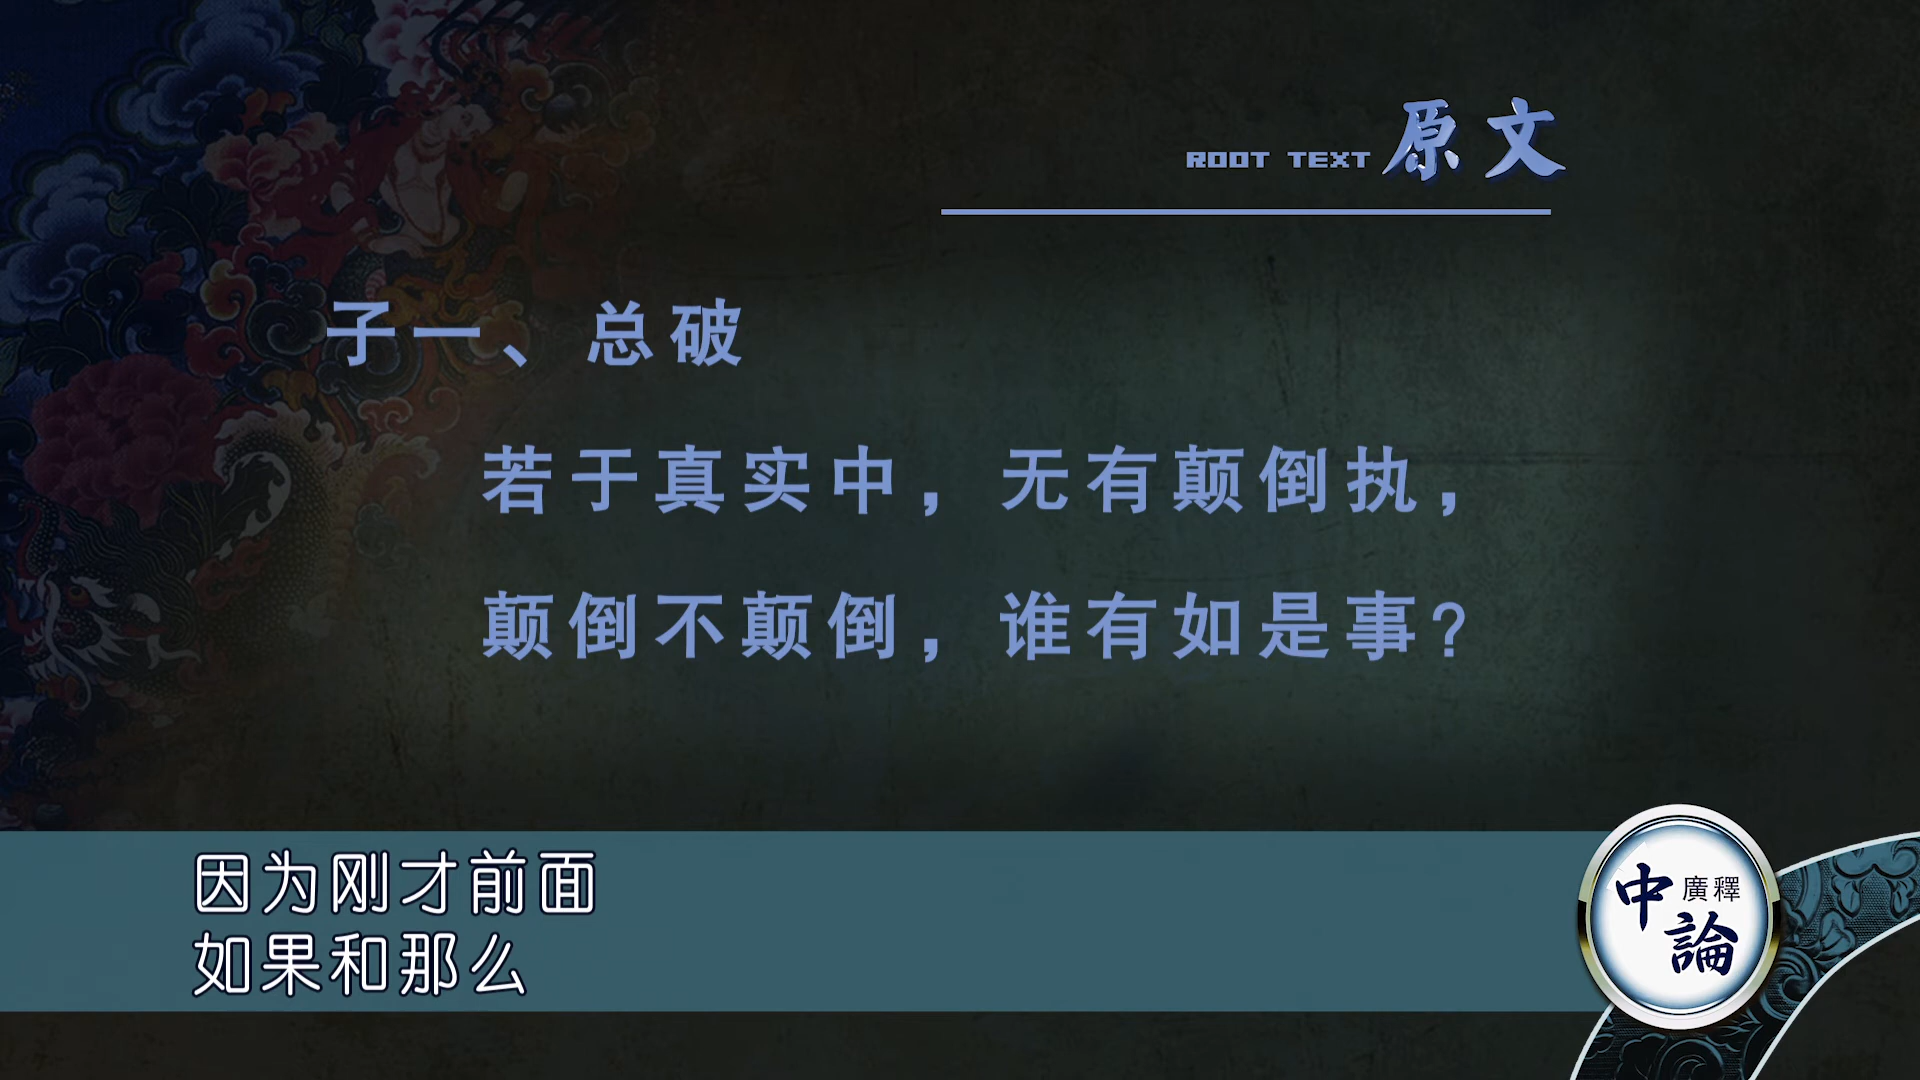 ROOT TEXT 原文
子一、总破
若于真实中，无有颠倒执，
颠倒不颠倒，谁有如是事?
因为刚才前面
如果和那么
中論
廣釋